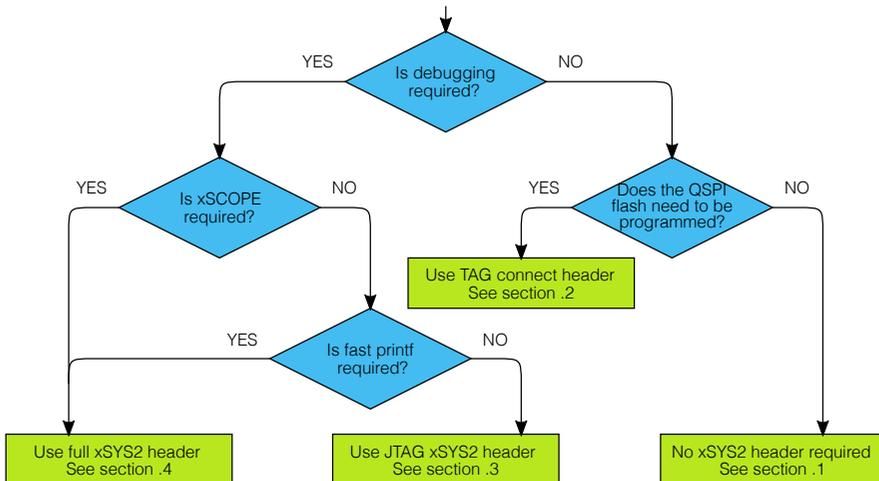 YES
Is debugging
required?
NO
YES
Is xSCOPE
required?
NO
YES
Does the QSPI
flash need to be
programmed?
NO
Use TAG connect header
See section .2
YES
Is fast printf
required?
NO
Use full xSYS2 header
See section .4
Use JTAG xSYS2 header
See section .3
No xSYS2 header required
See section .1